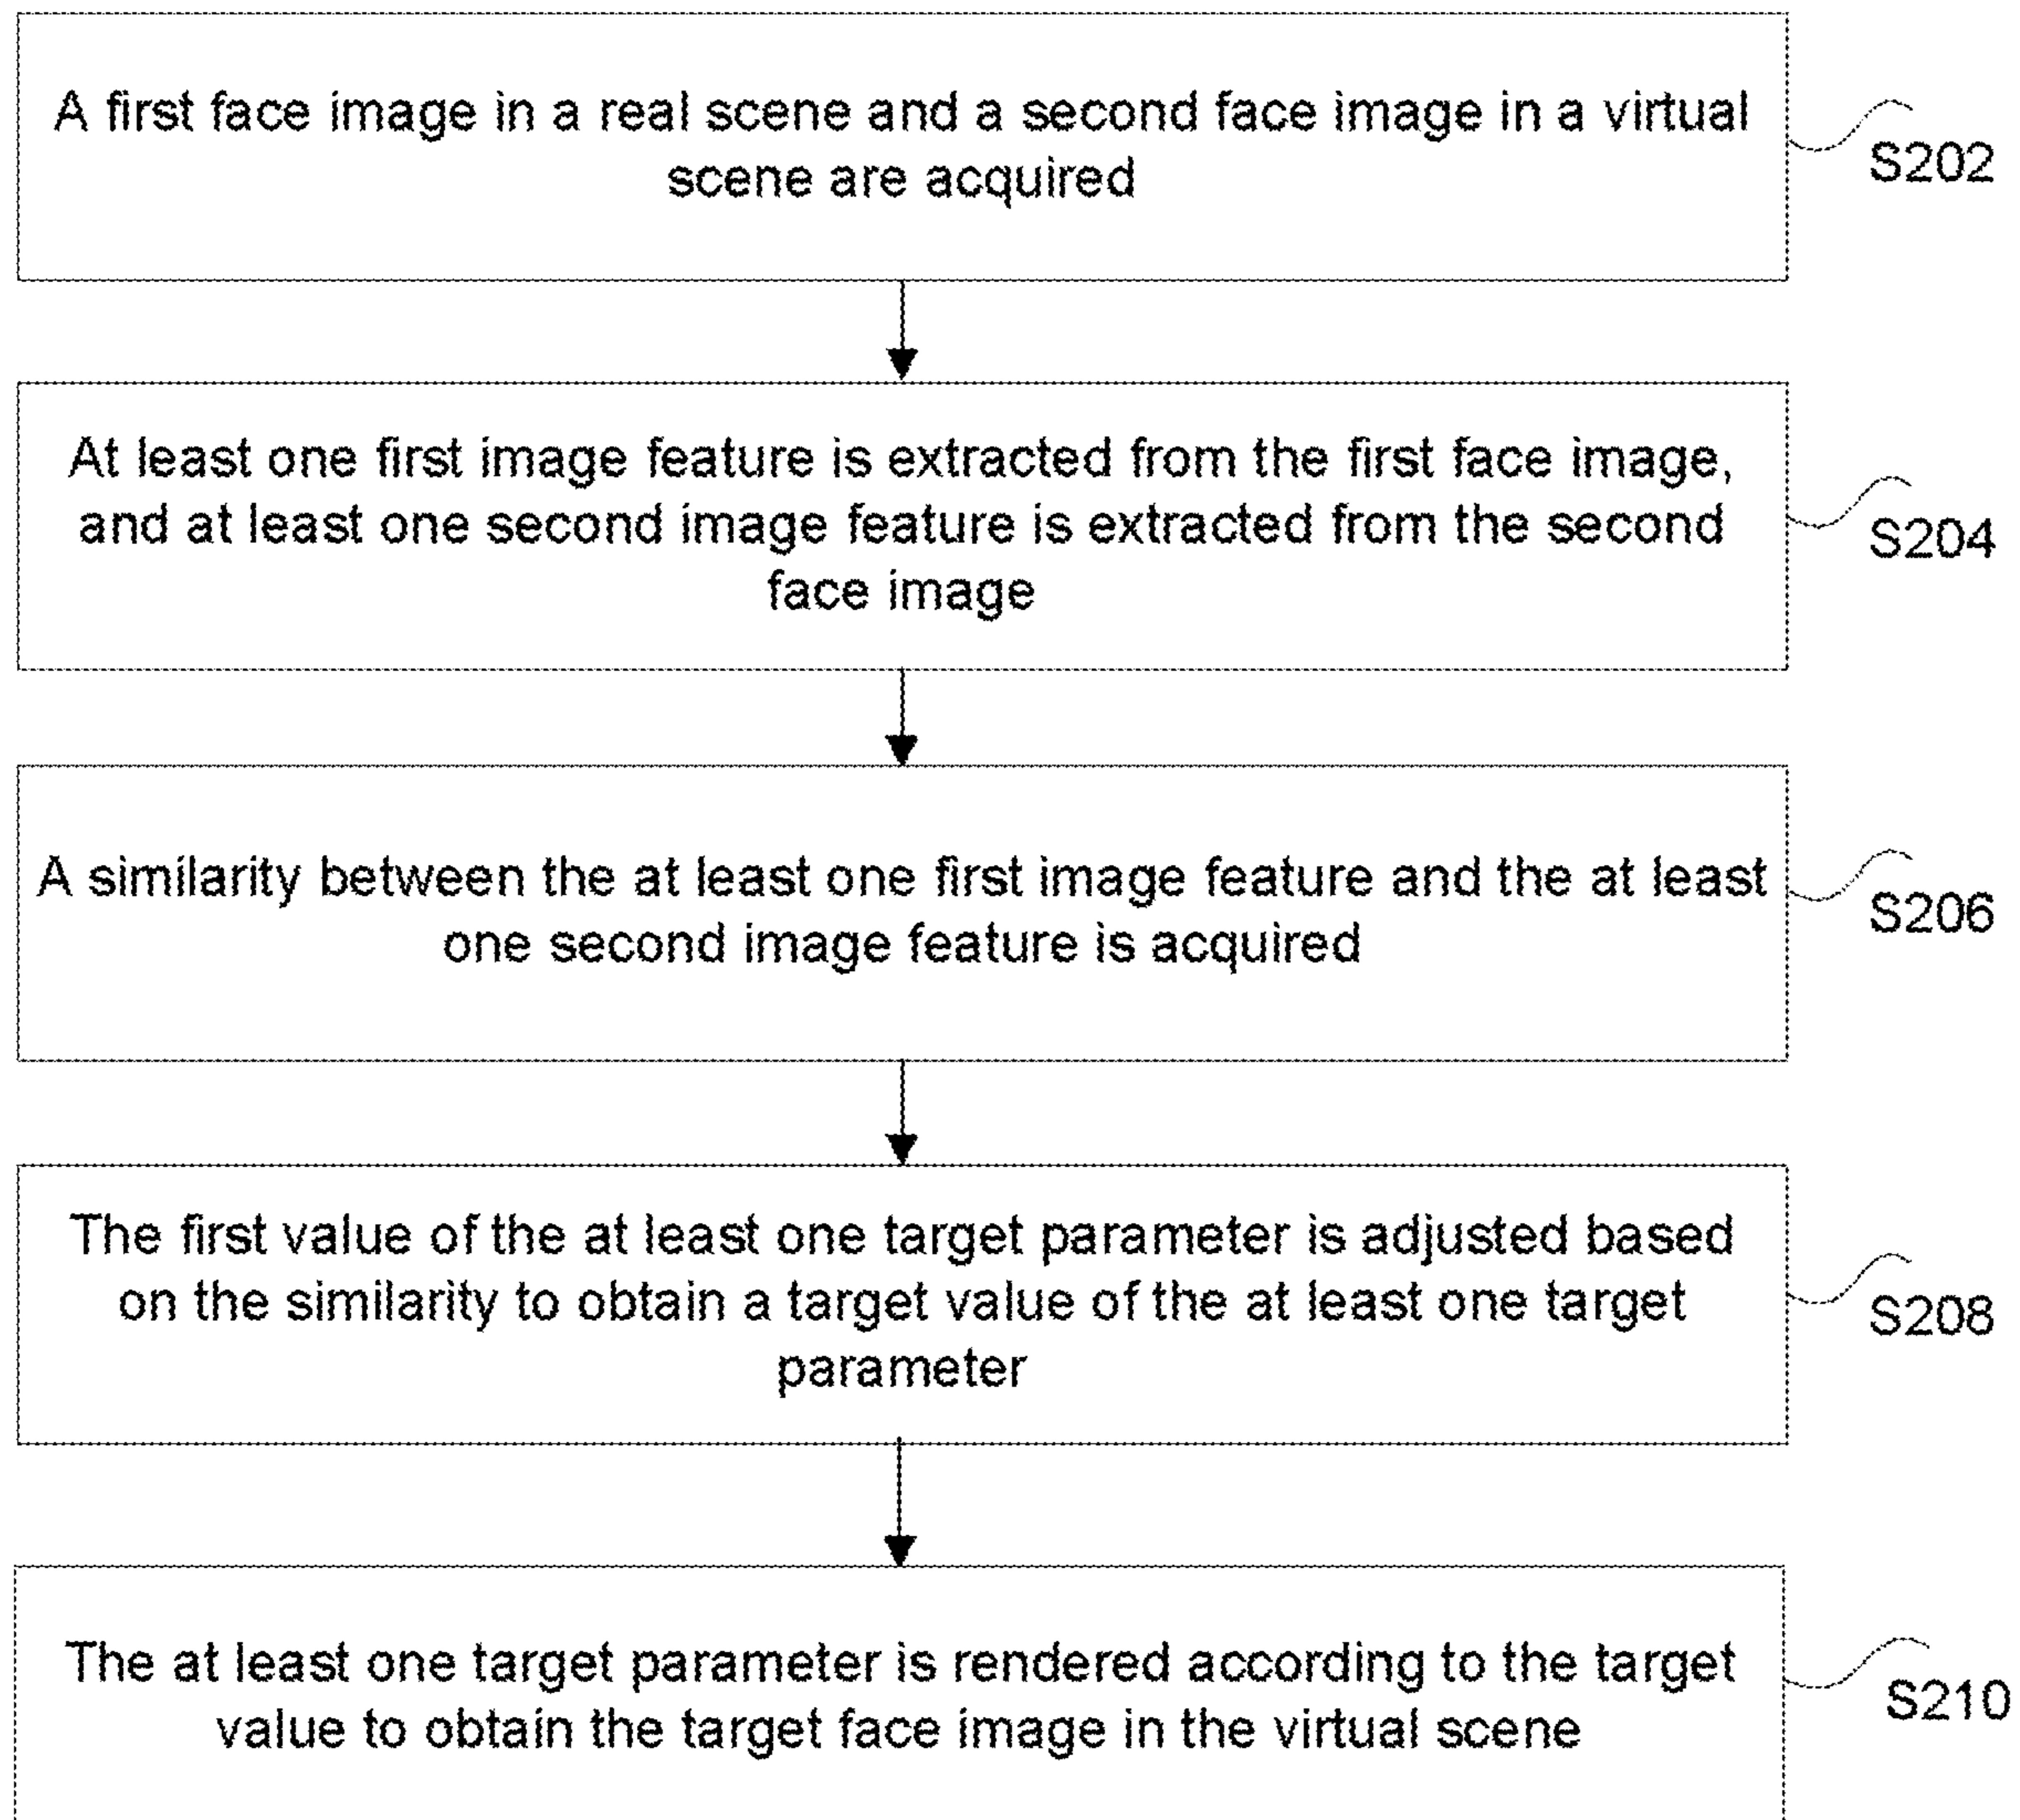 A first face image in a real scene and a second face image in a virtual
scene are acquired
S202
At least one first image feature is extracted from the first face image,
and at least one second image feature is extracted from the second
face image
S204
A similarity between the at least one first image feature and the at least
one second image feature is acquired
S206
The first value of the at least one target parameter is adjusted based
on the similarity to obtain a target value of the at least one target
parameter
S208
The at least one target parameter is rendered according to the target
value to obtain the target face image in the virtual scene
S210